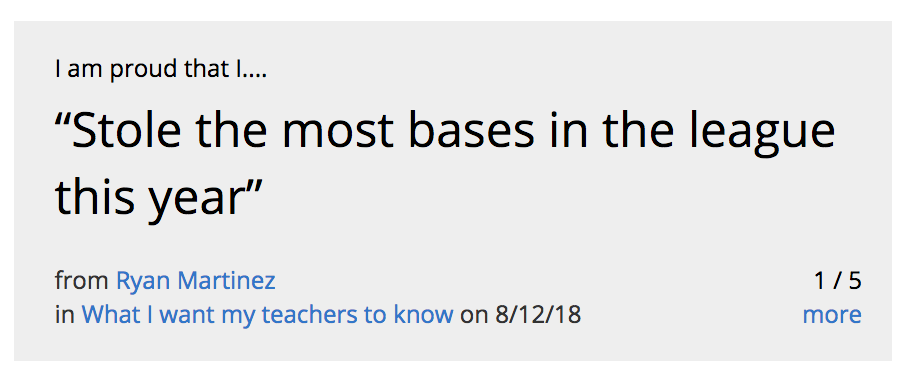 I am proud that I....
“Stole the most bases in the league
this year”
from Ryan Martinez
1 / 5
in What I want my teachers to know on 8/12/18
more